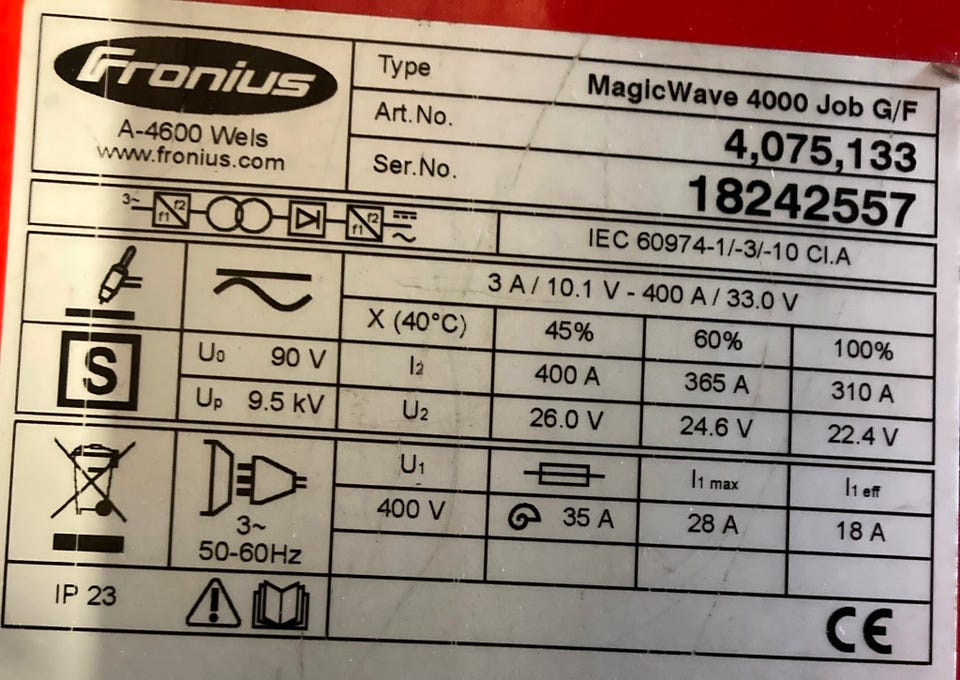 Fronius
A-4600 Wels
www.fronius.com
Type MagicWave 4000 Job G/F
Art.No. 4,075,133
Ser.No. 18242557
3~ f1 f2 f1 f2
IEC 60974-1/-3/-10 Cl.A
3 A / 10.1 V - 400 A / 33.0 V
X (40°C) 45% 60% 100%
S
U0 90 V
I2 400 A 365 A 310 A
Up 9.5 kV
U2 26.0 V 24.6 V 22.4 V
U1 I1 max I1 eff
400 V 35 A 28 A 18 A
3~
50-60Hz
IP 23
CE